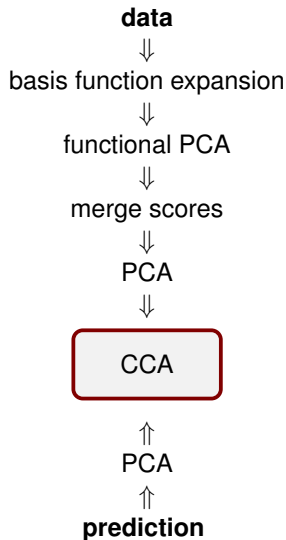 data
⇓
basis function expansion
⇓
functional PCA
⇓
merge scores
⇓
PCA
⇓
CCA
⇑
PCA
⇑
prediction